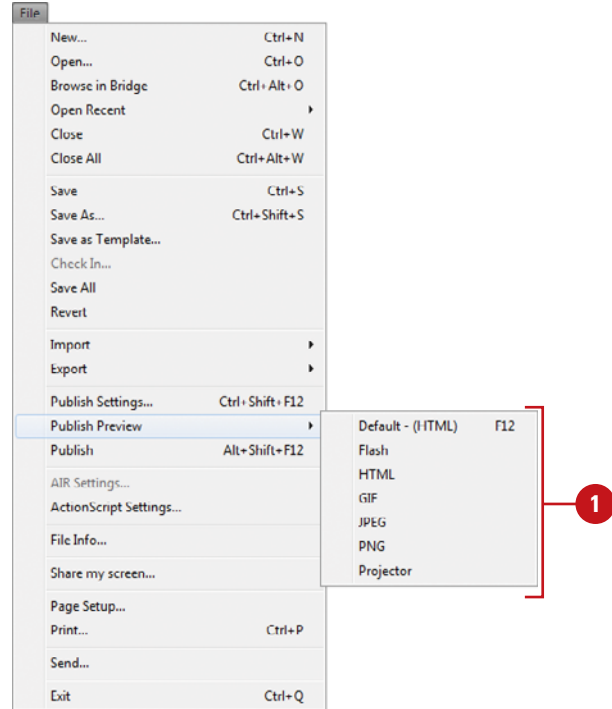 File
New... Ctrl+N
Open... Ctrl+O
Browse in Bridge Ctrl+Alt+O
Open Recent
Close Ctrl+W
Close All Ctrl+Alt+W
Save Ctrl+S
Save As... Ctrl+Shift+S
Save as Template...
Check In...
Save All
Revert
Import
Export
Publish Settings... Ctrl+Shift+F12
Publish Preview
Default - (HTML) F12
Flash
HTML
GIF
JPEG
PNG
Projector
1
Publish Alt+Shift+F12
AIR Settings...
ActionScript Settings...
File Info...
Share my screen...
Page Setup...
Print... Ctrl+P
Send...
Exit Ctrl+Q